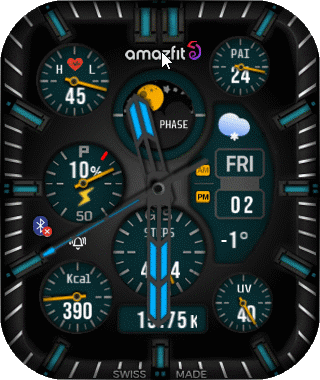 amazfit
PAI
24
H L
45
PHASE
P
10%
50
AM
FRI
PM
02
-1°
STEPS
Kcal
390
UV
40
K
SWISS MADE